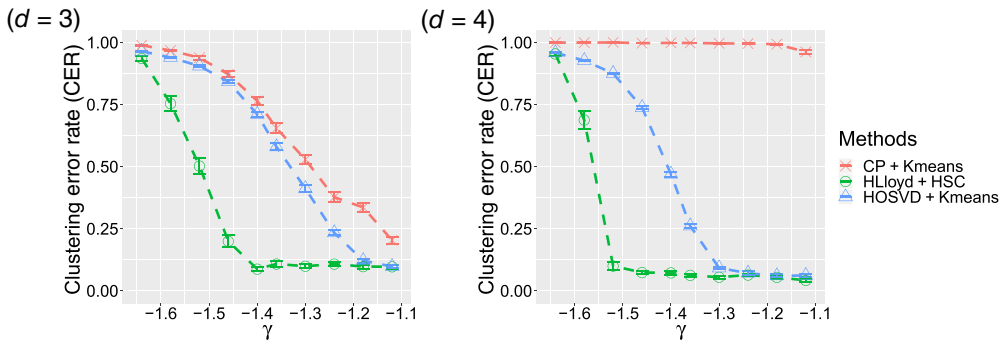 (d = 3)
Clustering error rate (CER)
1.00
0.75
0.50
0.25
0.00
−1.6 −1.5 −1.4 −1.3 −1.2 −1.1
γ
(d = 4)
Clustering error rate (CER)
1.00
0.75
0.50
0.25
0.00
−1.6 −1.5 −1.4 −1.3 −1.2 −1.1
γ
Methods
CP + Kmeans
HLloyd + HSC
HOSVD + Kmeans